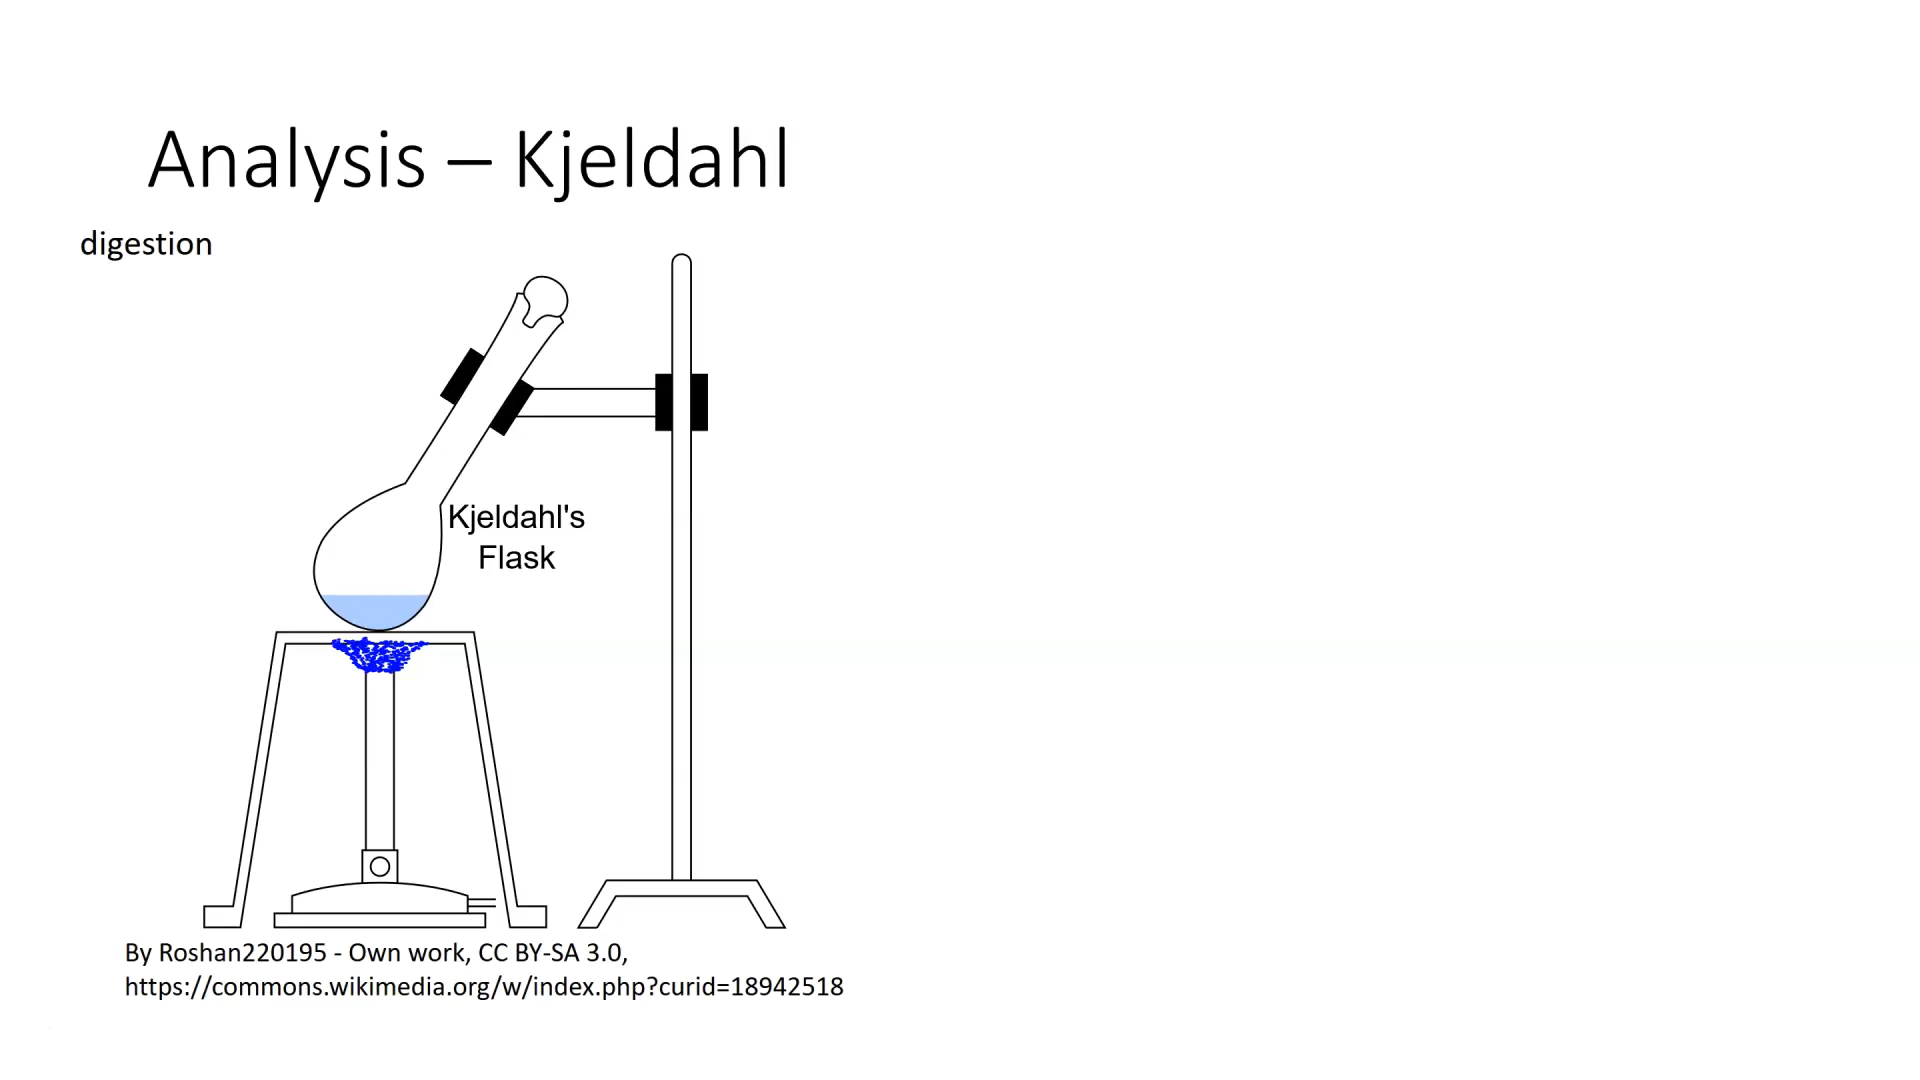 Analysis – Kjeldahl
digestion
Kjeldahl's
Flask
By Roshan220195 - Own work, CC BY-SA 3.0,
https://commons.wikimedia.org/w/index.php?curid=18942518